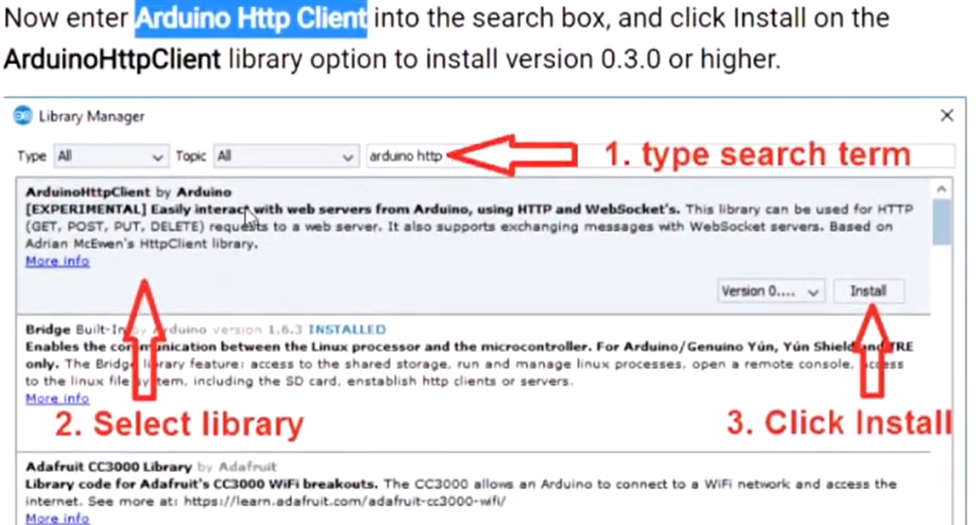 Now enter Arduino Http Client into the search box, and click Install on the
ArduinoHttpClient library option to install version 0.3.0 or higher.
Library Manager
Type All Topic All arduino http 1. type search term
ArduinoHttpClient by Arduino
[EXPERIMENTAL] Easily interact with web servers from Arduino, using HTTP and WebSocket's. This library can be used for HTTP
(GET, POST, PUT, DELETE) requests to a web server. It also supports exchanging messages with WebSocket servers. Based on
Adrian McEwen's HttpClient library.
More info
Version 0.... Install
Bridge Built-In by Arduino version 1.6.3 INSTALLED
Enables the communication between the Linux processor and the microcontroller. For Arduino/Genuino Yún, Yún Shield and TRE
only. The Bridge library feature: access to the shared storage, run and manage linux processes, open a remote console, access
to the linux file system, including the SD card, enstablish http clients or servers.
More info
2. Select library
3. Click Install
Adafruit CC3000 Library by Adafruit
Library code for Adafruit's CC3000 WiFi breakouts. The CC3000 allows an Arduino to connect to a WiFi network and access the
internet. See more at: https://learn.adafruit.com/adafruit-cc3000-wifi/
More info